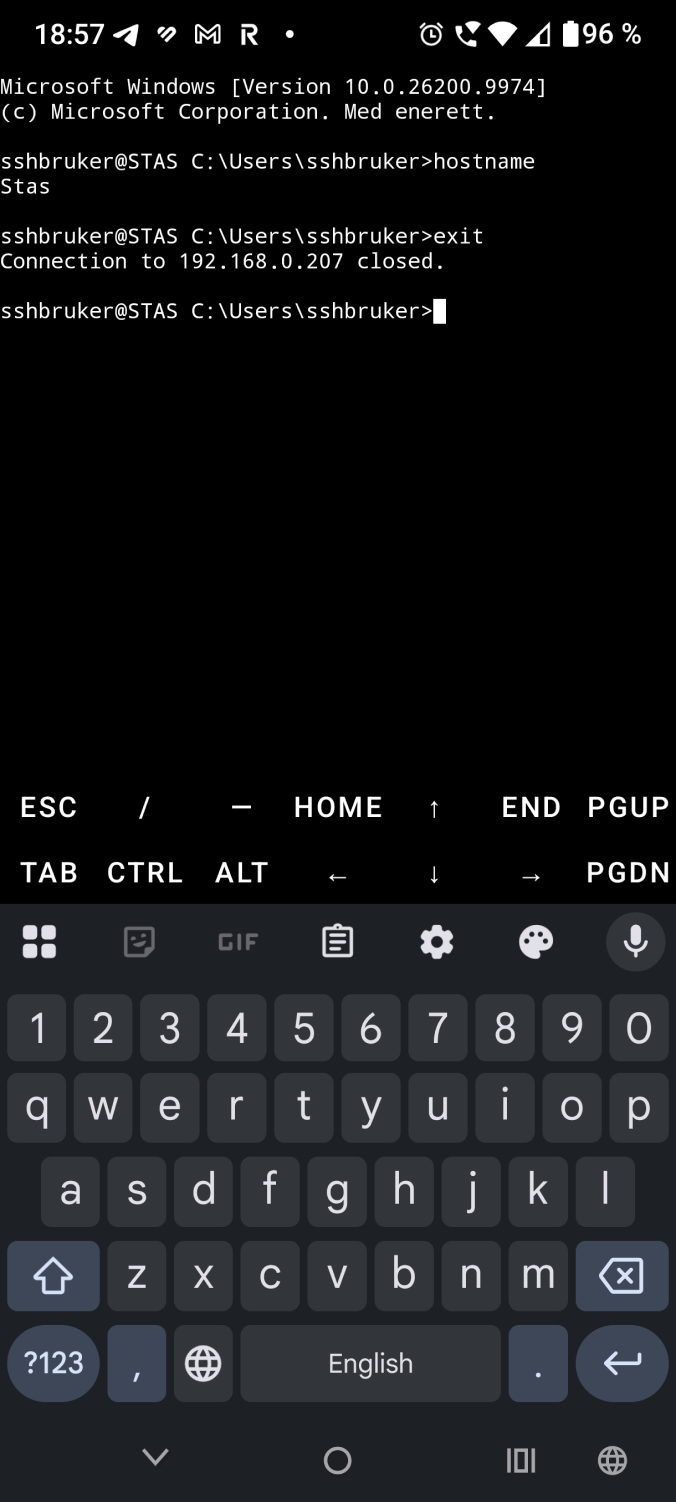 18:57 96 %
Microsoft Windows [Version 10.0.26200.9974]
(c) Microsoft Corporation. Med enerett.
sshbruker@STAS C:\Users\sshbruker>hostname
Stas
sshbruker@STAS C:\Users\sshbruker>exit
Connection to 192.168.0.207 closed.
sshbruker@STAS C:\Users\sshbruker>
ESC / — HOME ↑ END PGUP
TAB CTRL ALT ← ↓ → PGDN
GIF
1 2 3 4 5 6 7 8 9 0
q w e r t y u i o p
a s d f g h j k l
z x c v b n m
?123 , English .